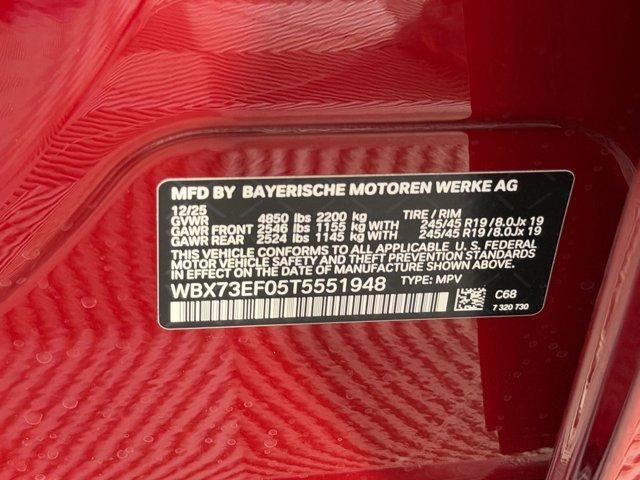 MFD BY BAYERISCHE MOTOREN WERKE AG
12/25
GVWR 4850 lbs 2200 kg TIRE / RIM
GAWR FRONT 2546 lbs 1155 kg WITH 245/45 R19 / 8.0Jx 19
GAWR REAR 2524 lbs 1145 kg WITH 245/45 R19 / 8.0Jx 19
THIS VEHICLE CONFORMS TO ALL APPLICABLE U. S. FEDERAL
MOTOR VEHICLE SAFETY AND THEFT PREVENTION STANDARDS
IN EFFECT ON THE DATE OF MANUFACTURE SHOWN ABOVE.
WBX73EF05T5551948 TYPE: MPV
C68
7 320 730